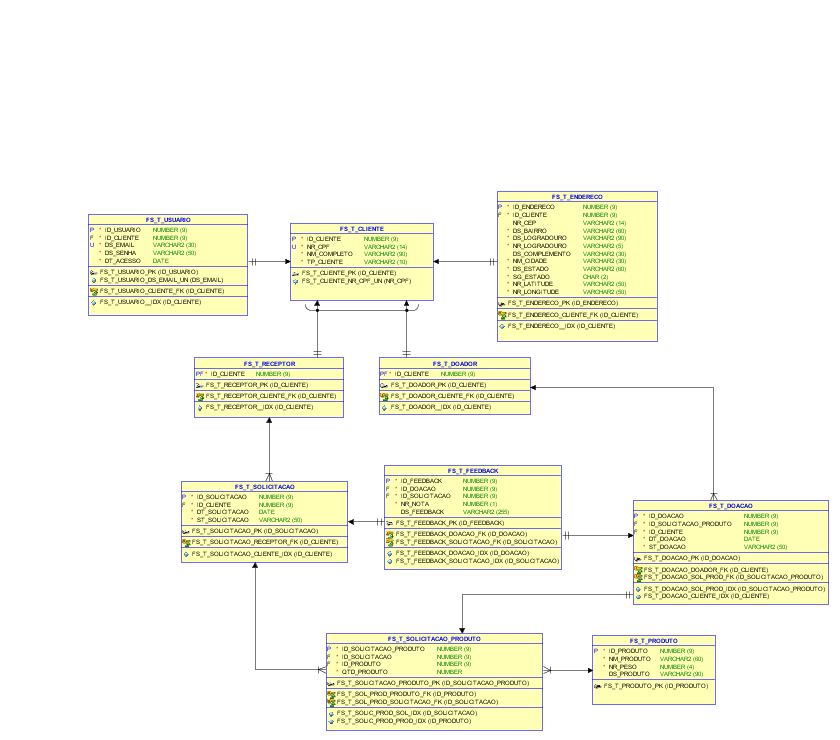 FS_T_USUARIO
P * ID_USUARIO NUMBER (9)
F * ID_CLIENTE NUMBER (9)
U * DS_EMAIL VARCHAR2 (30)
* DS_SENHA VARCHAR2 (50)
* DT_ACESSO DATE
FS_T_USUARIO_PK (ID_USUARIO)
FS_T_USUARIO_DS_EMAIL_UN (DS_EMAIL)
FS_T_USUARIO_CLIENTE_FK (ID_CLIENTE)
FS_T_USUARIO__IDX (ID_CLIENTE)
FS_T_CLIENTE
P * ID_CLIENTE NUMBER (9)
U * NR_CPF VARCHAR2 (14)
* NM_COMPLETO VARCHAR2 (90)
* TP_CLIENTE VARCHAR2 (10)
FS_T_CLIENTE_PK (ID_CLIENTE)
FS_T_CLIENTE_NR_CPF_UN (NR_CPF)
FS_T_ENDERECO
P * ID_ENDERECO NUMBER (9)
F * ID_CLIENTE NUMBER (9)
NR_CEP VARCHAR2 (14)
* DS_BAIRRO VARCHAR2 (60)
* DS_LOGRADOURO VARCHAR2 (90)
* NR_LOGRADOURO VARCHAR2 (5)
DS_COMPLEMENTO VARCHAR2 (30)
* NM_CIDADE VARCHAR2 (30)
* DS_ESTADO VARCHAR2 (60)
* SG_ESTADO CHAR (2)
* NR_LATITUDE VARCHAR2 (50)
* NR_LONGITUDE VARCHAR2 (50)
FS_T_ENDERECO_PK (ID_ENDERECO)
FS_T_ENDERECO_CLIENTE_FK (ID_CLIENTE)
FS_T_ENDERECO__IDX (ID_CLIENTE)
FS_T_RECEPTOR
PF * ID_CLIENTE NUMBER (9)
FS_T_RECEPTOR_PK (ID_CLIENTE)
FS_T_RECEPTOR_CLIENTE_FK (ID_CLIENTE)
FS_T_RECEPTOR__IDX (ID_CLIENTE)
FS_T_DOADOR
PF * ID_CLIENTE NUMBER (9)
FS_T_DOADOR_PK (ID_CLIENTE)
FS_T_DOADOR_CLIENTE_FK (ID_CLIENTE)
FS_T_DOADOR__IDX (ID_CLIENTE)
FS_T_SOLICITACAO
P * ID_SOLICITACAO NUMBER (9)
F * ID_CLIENTE NUMBER (9)
* DT_SOLICITACAO DATE
* ST_SOLICITACAO VARCHAR2 (50)
FS_T_SOLICITACAO_PK (ID_SOLICITACAO)
FS_T_SOLICITACAO_RECEPTOR_FK (ID_CLIENTE)
FS_T_SOLICITACAO_CLIENTE_IDX (ID_CLIENTE)
FS_T_FEEDBACK
P * ID_FEEDBACK NUMBER (9)
F * ID_DOACAO NUMBER (9)
F * ID_SOLICITACAO NUMBER (9)
* NR_NOTA NUMBER (1)
DS_FEEDBACK VARCHAR2 (255)
FS_T_FEEDBACK_PK (ID_FEEDBACK)
FS_T_FEEDBACK_DOACAO_FK (ID_DOACAO)
FS_T_FEEDBACK_SOLICITACAO_FK (ID_SOLICITACAO)
FS_T_FEEDBACK_DOACAO_IDX (ID_DOACAO)
FS_T_FEEDBACK_SOLICITACAO_IDX (ID_SOLICITACAO)
FS_T_DOACAO
P * ID_DOACAO NUMBER (9)
F * ID_SOLICITACAO_PRODUTO NUMBER (9)
F * ID_CLIENTE NUMBER (9)
* DT_DOACAO DATE
* ST_DOACAO VARCHAR2 (50)
FS_T_DOACAO_PK (ID_DOACAO)
FS_T_DOACAO_DOADOR_FK (ID_CLIENTE)
FS_T_DOACAO_SOL_PROD_FK (ID_SOLICITACAO_PRODUTO)
FS_T_DOACAO_SOL_PROD_IDX (ID_SOLICITACAO_PRODUTO)
FS_T_DOACAO_CLIENTE_IDX (ID_CLIENTE)
FS_T_SOLICITACAO_PRODUTO
P * ID_SOLICITACAO_PRODUTO NUMBER (9)
F * ID_SOLICITACAO NUMBER (9)
F * ID_PRODUTO NUMBER (9)
* QTD_PRODUTO NUMBER
FS_T_SOLICITACAO_PRODUTO_PK (ID_SOLICITACAO_PRODUTO)
FS_T_SOL_PROD_PRODUTO_FK (ID_PRODUTO)
FS_T_SOL_PROD_SOLICITACAO_FK (ID_SOLICITACAO)
FS_T_SOLIC_PROD_SOL_IDX (ID_SOLICITACAO)
FS_T_SOLIC_PROD_PROD_IDX (ID_PRODUTO)
FS_T_PRODUTO
P * ID_PRODUTO NUMBER (9)
* NM_PRODUTO VARCHAR2 (60)
* NR_PESO NUMBER (4)
DS_PRODUTO VARCHAR2 (90)
FS_T_PRODUTO_PK (ID_PRODUTO)